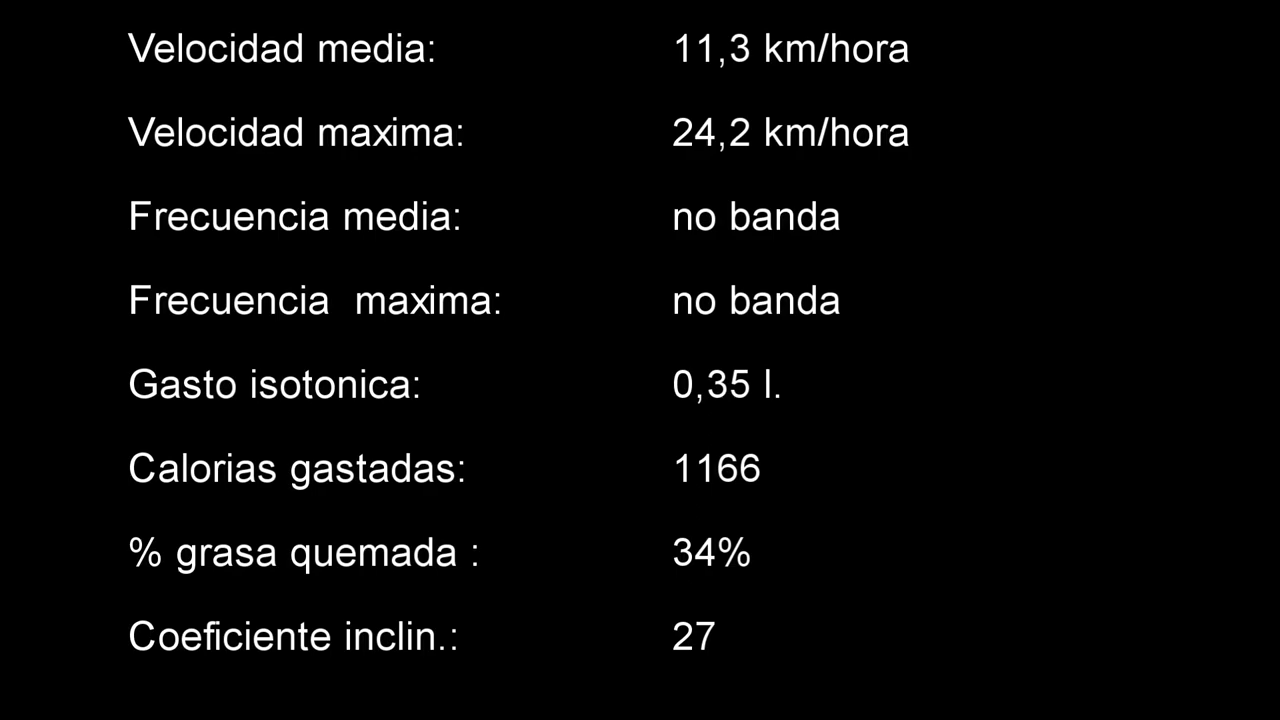 Velocidad media: 11,3 km/hora
Velocidad maxima: 24,2 km/hora
Frecuencia media: no banda
Frecuencia  maxima: no banda
Gasto isotonica: 0,35 l.
Calorias gastadas: 1166
% grasa quemada : 34%
Coeficiente inclin.: 27